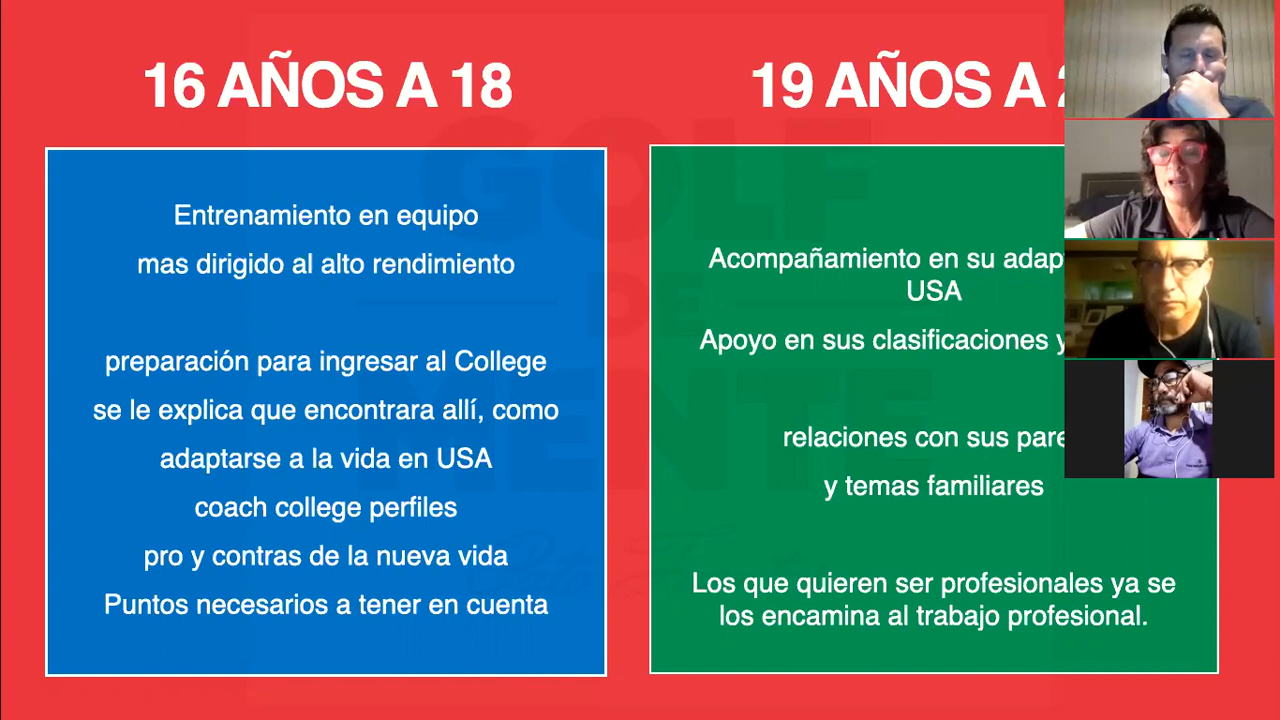 16 AÑOS A 18
Entrenamiento en equipo
mas dirigido al alto rendimiento
preparación para ingresar al College
se le explica que encontrara allí, como
adaptarse a la vida en USA
coach college perfiles
pro y contras de la nueva vida
Puntos necesarios a tener en cuenta
19 AÑOS A
Acompañamiento en su
USA
Apoyo en sus clasificaciones y
relaciones con sus
y temas familiares
Los que quieren ser profesionales ya se
los encamina al trabajo profesional.
GOLF
DE
MENTE